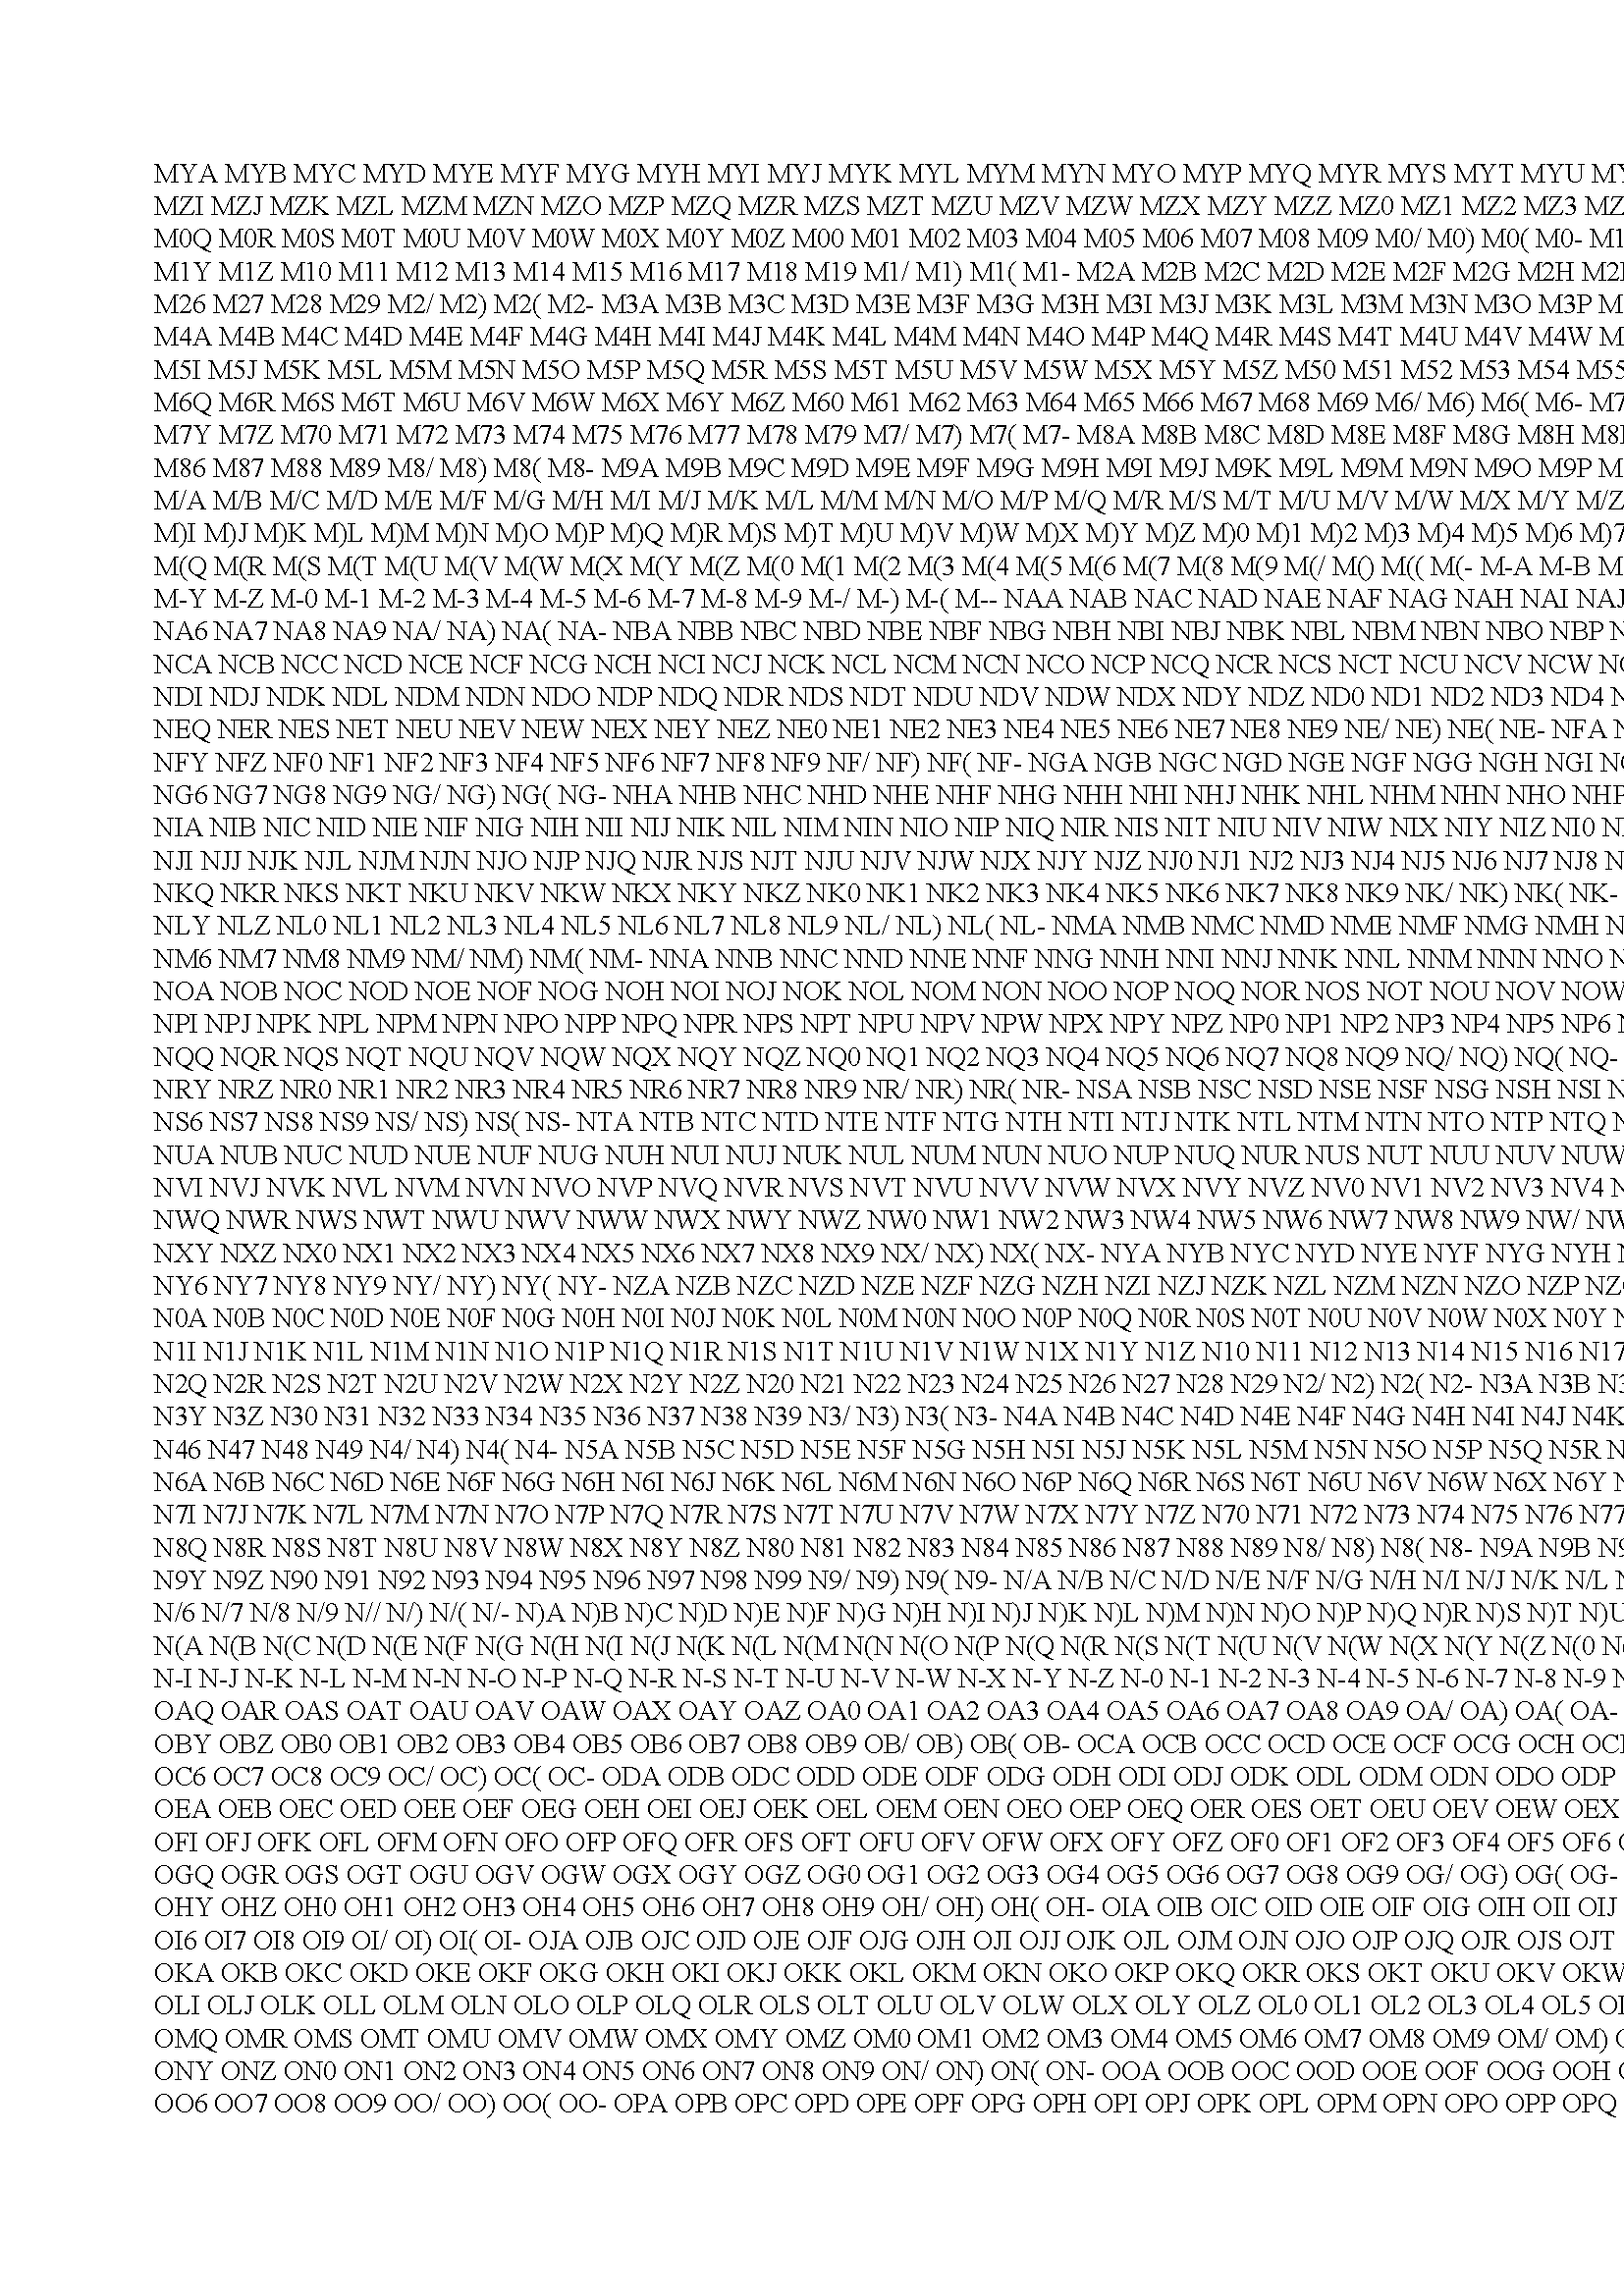 MYA MYB MYC MYD MYE MYF MYG MYH MYI MYJ MYK MYL MYM MYN MYO MYP MYQ MYR MYS MYT MYU MY
MZI MZJ MZK MZL MZM MZN MZO MZP MZQ MZR MZS MZT MZU MZV MZW MZX MZY MZZ MZ0 MZ1 MZ2 MZ3 MZ
M0Q M0R M0S M0T M0U M0V M0W M0X M0Y M0Z M00 M01 M02 M03 M04 M05 M06 M07 M08 M09 M0/ M0) M0( M0- M1
M1Y M1Z M10 M11 M12 M13 M14 M15 M16 M17 M18 M19 M1/ M1) M1( M1- M2A M2B M2C M2D M2E M2F M2G M2H M2I
M26 M27 M28 M29 M2/ M2) M2( M2- M3A M3B M3C M3D M3E M3F M3G M3H M3I M3J M3K M3L M3M M3N M3O M3P M
M4A M4B M4C M4D M4E M4F M4G M4H M4I M4J M4K M4L M4M M4N M4O M4P M4Q M4R M4S M4T M4U M4V M4W M
M5I M5J M5K M5L M5M M5N M5O M5P M5Q M5R M5S M5T M5U M5V M5W M5X M5Y M5Z M50 M51 M52 M53 M54 M55
M6Q M6R M6S M6T M6U M6V M6W M6X M6Y M6Z M60 M61 M62 M63 M64 M65 M66 M67 M68 M69 M6/ M6) M6( M6- M7
M7Y M7Z M70 M71 M72 M73 M74 M75 M76 M77 M78 M79 M7/ M7) M7( M7- M8A M8B M8C M8D M8E M8F M8G M8H M8I
M86 M87 M88 M89 M8/ M8) M8( M8- M9A M9B M9C M9D M9E M9F M9G M9H M9I M9J M9K M9L M9M M9N M9O M9P M
M/A M/B M/C M/D M/E M/F M/G M/H M/I M/J M/K M/L M/M M/N M/O M/P M/Q M/R M/S M/T M/U M/V M/W M/X M/Y M/Z
M)I M)J M)K M)L M)M M)N M)O M)P M)Q M)R M)S M)T M)U M)V M)W M)X M)Y M)Z M)0 M)1 M)2 M)3 M)4 M)5 M)6 M)7
M(Q M(R M(S M(T M(U M(V M(W M(X M(Y M(Z M(0 M(1 M(2 M(3 M(4 M(5 M(6 M(7 M(8 M(9 M(/ M() M(( M(- M-A M-B M
M-Y M-Z M-0 M-1 M-2 M-3 M-4 M-5 M-6 M-7 M-8 M-9 M-/ M-) M-( M-- NAA NAB NAC NAD NAE NAF NAG NAH NAI NAJ
NA6 NA7 NA8 NA9 NA/ NA) NA( NA- NBA NBB NBC NBD NBE NBF NBG NBH NBI NBJ NBK NBL NBM NBN NBO NBP N
NCA NCB NCC NCD NCE NCF NCG NCH NCI NCJ NCK NCL NCM NCN NCO NCP NCQ NCR NCS NCT NCU NCV NCW NC
NDI NDJ NDK NDL NDM NDN NDO NDP NDQ NDR NDS NDT NDU NDV NDW NDX NDY NDZ ND0 ND1 ND2 ND3 ND4 N
NEQ NER NES NET NEU NEV NEW NEX NEY NEZ NE0 NE1 NE2 NE3 NE4 NE5 NE6 NE7 NE8 NE9 NE/ NE) NE( NE- NFA N
NFY NFZ NF0 NF1 NF2 NF3 NF4 NF5 NF6 NF7 NF8 NF9 NF/ NF) NF( NF- NGA NGB NGC NGD NGE NGF NGG NGH NGI NG
NG6 NG7 NG8 NG9 NG/ NG) NG( NG- NHA NHB NHC NHD NHE NHF NHG NHH NHI NHJ NHK NHL NHM NHN NHO NHP
NIA NIB NIC NID NIE NIF NIG NIH NII NIJ NIK NIL NIM NIN NIO NIP NIQ NIR NIS NIT NIU NIV NIW NIX NIY NIZ NI0 NI
NJI NJJ NJK NJL NJM NJN NJO NJP NJQ NJR NJS NJT NJU NJV NJW NJX NJY NJZ NJ0 NJ1 NJ2 NJ3 NJ4 NJ5 NJ6 NJ7 NJ8 N
NKQ NKR NKS NKT NKU NKV NKW NKX NKY NKZ NK0 NK1 NK2 NK3 NK4 NK5 NK6 NK7 NK8 NK9 NK/ NK) NK( NK-
NLY NLZ NL0 NL1 NL2 NL3 NL4 NL5 NL6 NL7 NL8 NL9 NL/ NL) NL( NL- NMA NMB NMC NMD NME NMF NMG NMH N
NM6 NM7 NM8 NM9 NM/ NM) NM( NM- NNA NNB NNC NND NNE NNF NNG NNH NNI NNJ NNK NNL NNM NNN NNO N
NOA NOB NOC NOD NOE NOF NOG NOH NOI NOJ NOK NOL NOM NON NOO NOP NOQ NOR NOS NOT NOU NOV NOW
NPI NPJ NPK NPL NPM NPN NPO NPP NPQ NPR NPS NPT NPU NPV NPW NPX NPY NPZ NP0 NP1 NP2 NP3 NP4 NP5 NP6 N
NQQ NQR NQS NQT NQU NQV NQW NQX NQY NQZ NQ0 NQ1 NQ2 NQ3 NQ4 NQ5 NQ6 NQ7 NQ8 NQ9 NQ/ NQ) NQ( NQ-
NRY NRZ NR0 NR1 NR2 NR3 NR4 NR5 NR6 NR7 NR8 NR9 NR/ NR) NR( NR- NSA NSB NSC NSD NSE NSF NSG NSH NSI N
NS6 NS7 NS8 NS9 NS/ NS) NS( NS- NTA NTB NTC NTD NTE NTF NTG NTH NTI NTJ NTK NTL NTM NTN NTO NTP NTQ N
NUA NUB NUC NUD NUE NUF NUG NUH NUI NUJ NUK NUL NUM NUN NUO NUP NUQ NUR NUS NUT NUU NUV NUW
NVI NVJ NVK NVL NVM NVN NVO NVP NVQ NVR NVS NVT NVU NVV NVW NVX NVY NVZ NV0 NV1 NV2 NV3 NV4 N
NWQ NWR NWS NWT NWU NWV NWW NWX NWY NWZ NW0 NW1 NW2 NW3 NW4 NW5 NW6 NW7 NW8 NW9 NW/ NW
NXY NXZ NX0 NX1 NX2 NX3 NX4 NX5 NX6 NX7 NX8 NX9 NX/ NX) NX( NX- NYA NYB NYC NYD NYE NYF NYG NYH N
NY6 NY7 NY8 NY9 NY/ NY) NY( NY- NZA NZB NZC NZD NZE NZF NZG NZH NZI NZJ NZK NZL NZM NZN NZO NZP NZQ
N0A N0B N0C N0D N0E N0F N0G N0H N0I N0J N0K N0L N0M N0N N0O N0P N0Q N0R N0S N0T N0U N0V N0W N0X N0Y N
N1I N1J N1K N1L N1M N1N N1O N1P N1Q N1R N1S N1T N1U N1V N1W N1X N1Y N1Z N10 N11 N12 N13 N14 N15 N16 N17
N2Q N2R N2S N2T N2U N2V N2W N2X N2Y N2Z N20 N21 N22 N23 N24 N25 N26 N27 N28 N29 N2/ N2) N2( N2- N3A N3B N3
N3Y N3Z N30 N31 N32 N33 N34 N35 N36 N37 N38 N39 N3/ N3) N3( N3- N4A N4B N4C N4D N4E N4F N4G N4H N4I N4J N4K
N46 N47 N48 N49 N4/ N4) N4( N4- N5A N5B N5C N5D N5E N5F N5G N5H N5I N5J N5K N5L N5M N5N N5O N5P N5Q N5R N
N6A N6B N6C N6D N6E N6F N6G N6H N6I N6J N6K N6L N6M N6N N6O N6P N6Q N6R N6S N6T N6U N6V N6W N6X N6Y N
N7I N7J N7K N7L N7M N7N N7O N7P N7Q N7R N7S N7T N7U N7V N7W N7X N7Y N7Z N70 N71 N72 N73 N74 N75 N76 N77
N8Q N8R N8S N8T N8U N8V N8W N8X N8Y N8Z N80 N81 N82 N83 N84 N85 N86 N87 N88 N89 N8/ N8) N8( N8- N9A N9B N9
N9Y N9Z N90 N91 N92 N93 N94 N95 N96 N97 N98 N99 N9/ N9) N9( N9- N/A N/B N/C N/D N/E N/F N/G N/H N/I N/J N/K N/L N
N/6 N/7 N/8 N/9 N// N/) N/( N/- N)A N)B N)C N)D N)E N)F N)G N)H N)I N)J N)K N)L N)M N)N N)O N)P N)Q N)R N)S N)T N)U
N(A N(B N(C N(D N(E N(F N(G N(H N(I N(J N(K N(L N(M N(N N(O N(P N(Q N(R N(S N(T N(U N(V N(W N(X N(Y N(Z N(0 N(
N-I N-J N-K N-L N-M N-N N-O N-P N-Q N-R N-S N-T N-U N-V N-W N-X N-Y N-Z N-0 N-1 N-2 N-3 N-4 N-5 N-6 N-7 N-8 N-9 N
OAQ OAR OAS OAT OAU OAV OAW OAX OAY OAZ OA0 OA1 OA2 OA3 OA4 OA5 OA6 OA7 OA8 OA9 OA/ OA) OA( OA-
OBY OBZ OB0 OB1 OB2 OB3 OB4 OB5 OB6 OB7 OB8 OB9 OB/ OB) OB( OB- OCA OCB OCC OCD OCE OCF OCG OCH OCI
OC6 OC7 OC8 OC9 OC/ OC) OC( OC- ODA ODB ODC ODD ODE ODF ODG ODH ODI ODJ ODK ODL ODM ODN ODO ODP
OEA OEB OEC OED OEE OEF OEG OEH OEI OEJ OEK OEL OEM OEN OEO OEP OEQ OER OES OET OEU OEV OEW OEX
OFI OFJ OFK OFL OFM OFN OFO OFP OFQ OFR OFS OFT OFU OFV OFW OFX OFY OFZ OF0 OF1 OF2 OF3 OF4 OF5 OF6 O
OGQ OGR OGS OGT OGU OGV OGW OGX OGY OGZ OG0 OG1 OG2 OG3 OG4 OG5 OG6 OG7 OG8 OG9 OG/ OG) OG( OG-
OHY OHZ OH0 OH1 OH2 OH3 OH4 OH5 OH6 OH7 OH8 OH9 OH/ OH) OH( OH- OIA OIB OIC OID OIE OIF OIG OIH OII OIJ
OI6 OI7 OI8 OI9 OI/ OI) OI( OI- OJA OJB OJC OJD OJE OJF OJG OJH OJI OJJ OJK OJL OJM OJN OJO OJP OJQ OJR OJS OJT
OKA OKB OKC OKD OKE OKF OKG OKH OKI OKJ OKK OKL OKM OKN OKO OKP OKQ OKR OKS OKT OKU OKV OKW
OLI OLJ OLK OLL OLM OLN OLO OLP OLQ OLR OLS OLT OLU OLV OLW OLX OLY OLZ OL0 OL1 OL2 OL3 OL4 OL5 OL
OMQ OMR OMS OMT OMU OMV OMW OMX OMY OMZ OM0 OM1 OM2 OM3 OM4 OM5 OM6 OM7 OM8 OM9 OM/ OM) O
ONY ONZ ON0 ON1 ON2 ON3 ON4 ON5 ON6 ON7 ON8 ON9 ON/ ON) ON( ON- OOA OOB OOC OOD OOE OOF OOG OOH O
OO6 OO7 OO8 OO9 OO/ OO) OO( OO- OPA OPB OPC OPD OPE OPF OPG OPH OPI OPJ OPK OPL OPM OPN OPO OPP OPQ